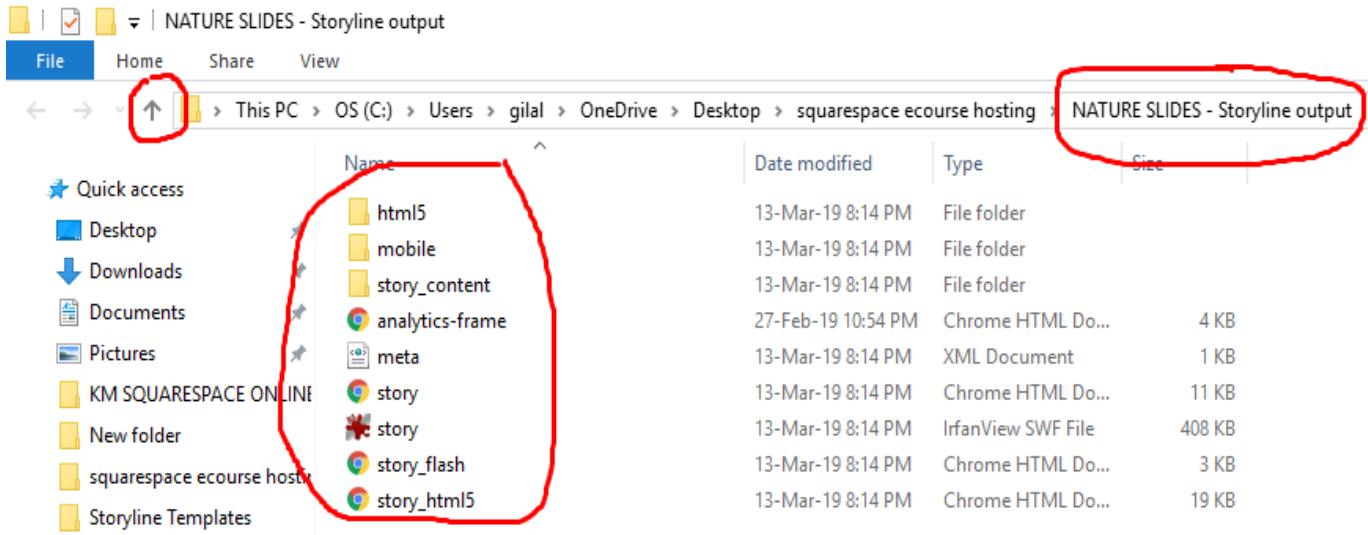 NATURE SLIDES - Storyline output
File Home Share View
This PC > OS (C:) > Users > gilal > OneDrive > Desktop > squarespace ecourse hosting > NATURE SLIDES - Storyline output
Name Date modified Type Size
Quick access
Desktop
Downloads
Documents
Pictures
KM SQUARESPACE ONLINE
New folder
squarespace ecourse hostin
Storyline Templates
html5 13-Mar-19 8:14 PM File folder
mobile 13-Mar-19 8:14 PM File folder
story_content 13-Mar-19 8:14 PM File folder
analytics-frame 27-Feb-19 10:54 PM Chrome HTML Do... 4 KB
meta 13-Mar-19 8:14 PM XML Document 1 KB
story 13-Mar-19 8:14 PM Chrome HTML Do... 11 KB
story 13-Mar-19 8:14 PM IrfanView SWF File 408 KB
story_flash 13-Mar-19 8:14 PM Chrome HTML Do... 3 KB
story_html5 13-Mar-19 8:14 PM Chrome HTML Do... 19 KB